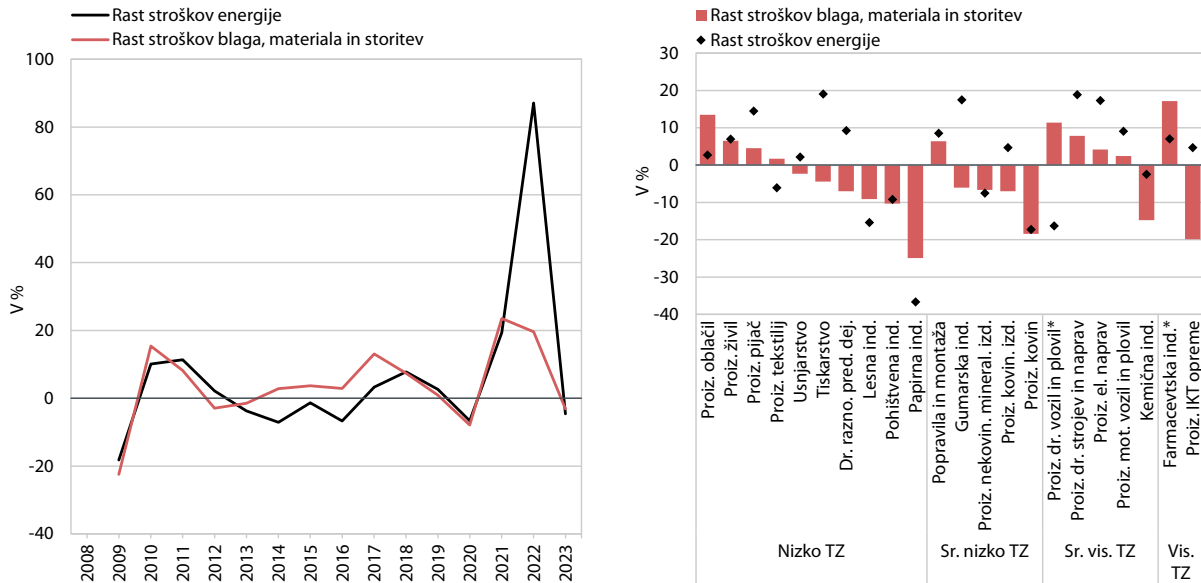 Rast stroškov energije
Rast stroškov blaga, materiala in storitev
100
80
60
40
20
0
-20
-40
V %
2008
2009
2010
2011
2012
2013
2014
2015
2016
2017
2018
2019
2020
2021
2022
2023
Rast stroškov blaga, materiala in storitev
Rast stroškov energije
30
20
10
0
-10
-20
-30
-40
V %
Proiz. oblačil
Proiz. živil
Proiz. pijač
Proiz. tekstilij
Usnjarstvo
Tiskarstvo
Dr. razno. pred. dej.
Lesna ind.
Pohištvena ind.
Papirna ind.
Popravila in montaža
Gumarska ind.
Proiz. nekovin. mineral. izd.
Proiz. kovin. izd.
Proiz. kovin
Proiz. dr. vozil in plovil*
Proiz. dr. strojev in naprav
Proiz. el. naprav
Proiz. mot. vozil in plovil
Kemična ind.
Farmacevtska ind.*
Proiz. IKT opreme
Nizko TZ
Sr. nizko TZ
Sr. vis. TZ
Vis.
TZ